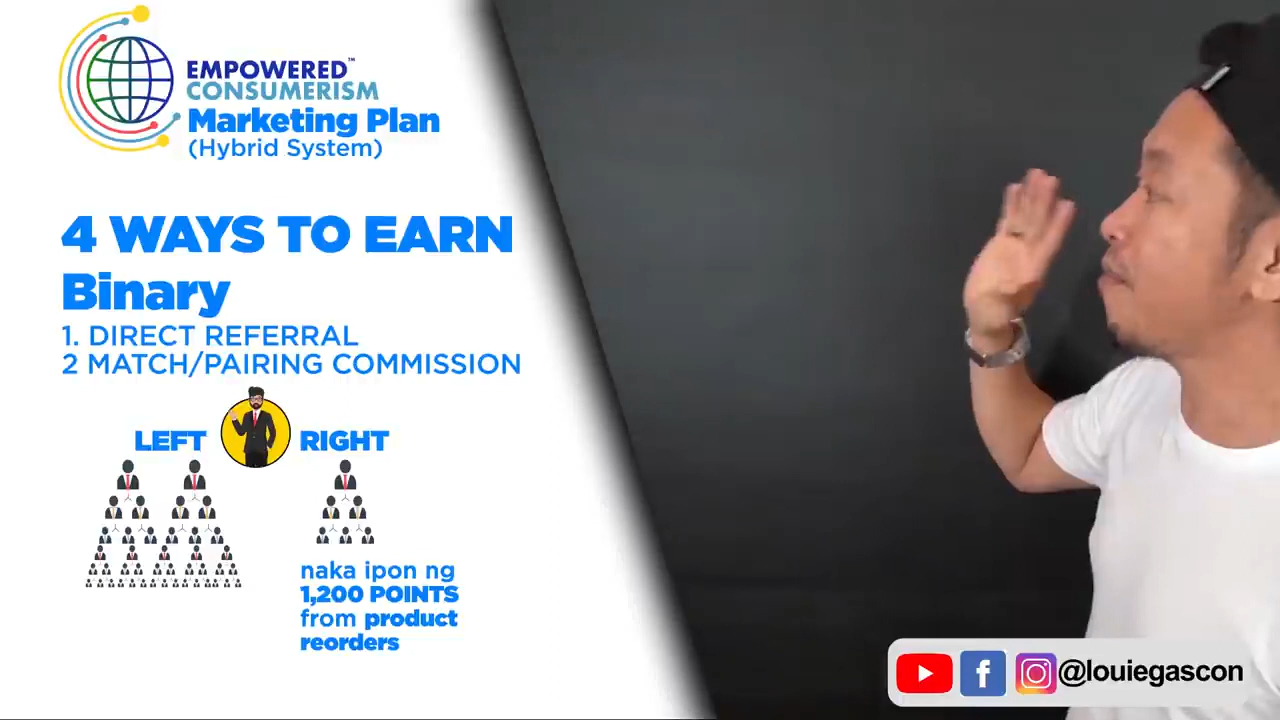 EMPOWERED™
CONSUMERISM
Marketing Plan
(Hybrid System)
4 WAYS TO EARN
Binary
1. DIRECT REFERRAL
2 MATCH/PAIRING COMMISSION
LEFT RIGHT
naka ipon ng
1,200 POINTS
from product
reorders
@louiegascon